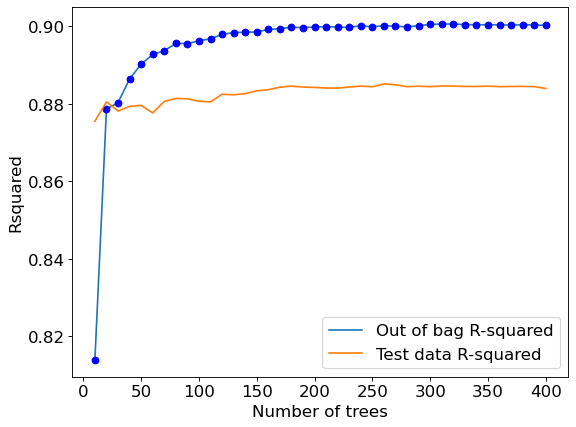 0.90
0.88
0.86
0.84
0.82
Rsquared
0 50 100 150 200 250 300 350 400
Number of trees
Out of bag R-squared
Test data R-squared